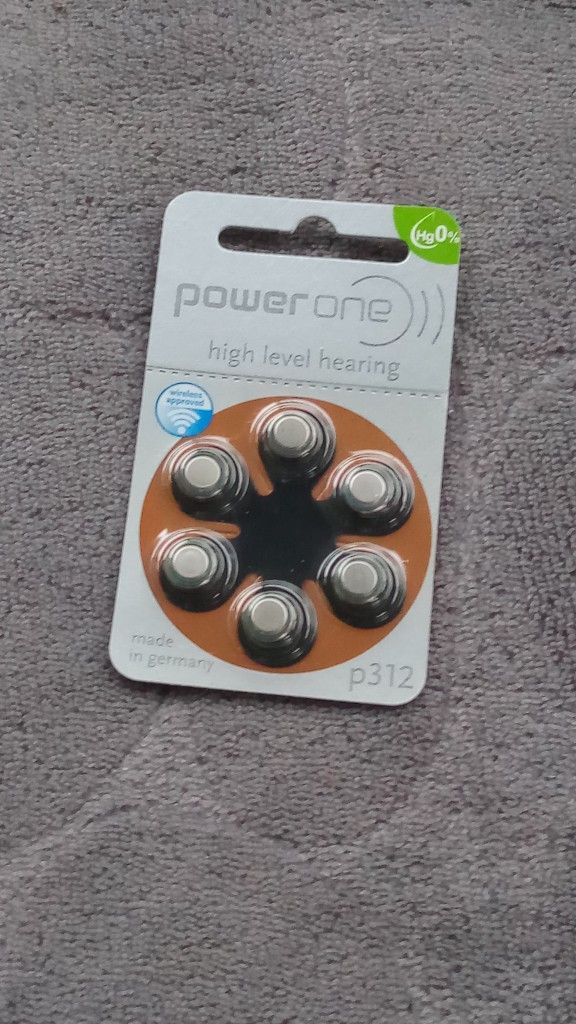 Hg0%
powerone
high level hearing
wireless
approved
made
in germany
p312